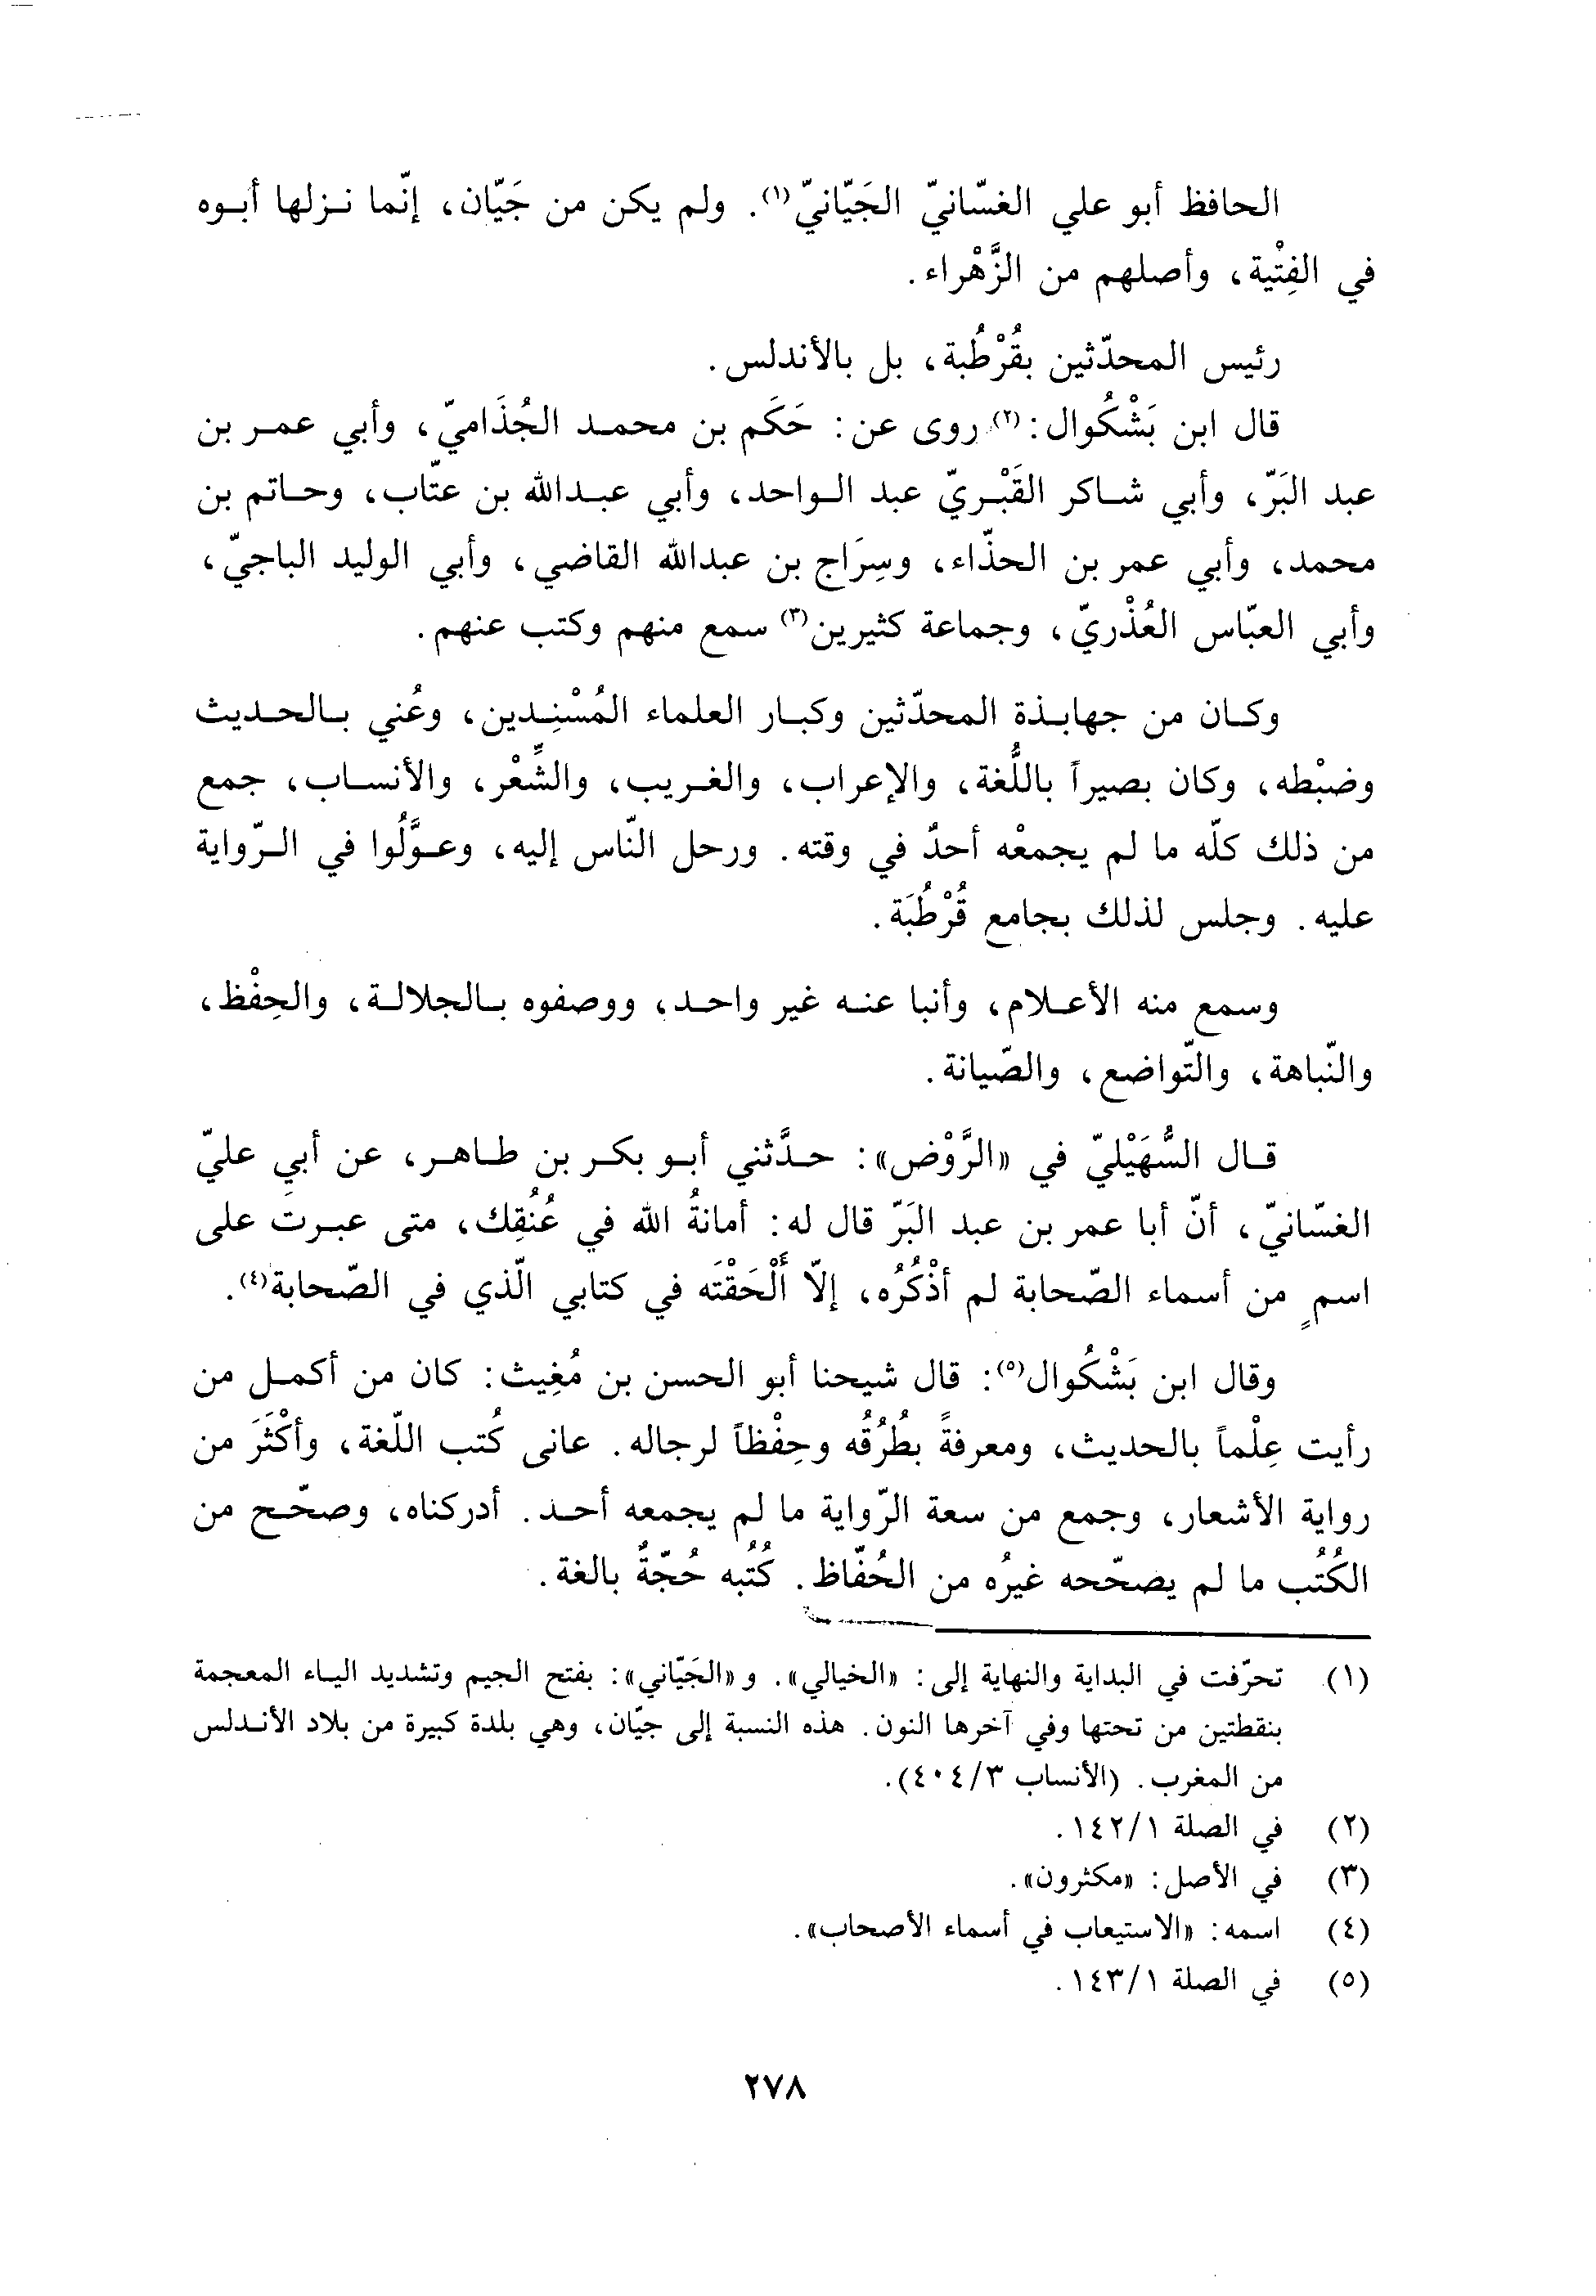 الحافظ أبو علي الغسّانيّ الجَيّانيّ(١). ولم يكن من جَيّان، إنّما نزلها أبوه
في الفِتْية، وأصلهم من الزَّهْراء.
رئيس المحدّثين بقُرْطُبة، بل بالأندلس.
قال ابن بَشْكُوال:(٢) روى عن: حَكَم بن محمد الجُذَاميّ، وأبي عمر بن
عبد البَرّ، وأبي شاكر القَبْريّ عبد الواحد، وأبي عبدالله بن عتّاب، وحاتم بن
محمد، وأبي عمر بن الحذّاء، وسِرَاج بن عبدالله القاضي، وأبي الوليد الباجيّ،
وأبي العبّاس العُذْريّ، وجماعة كثيرين(٣) سمع منهم وكتب عنهم.
وكان من جهابذة المحدّثين وكبار العلماء المُسْنِدين، وعُني بالحديث
وضبْطه، وكان بصيراً باللُّغة، والإعراب، والغريب، والشِّعْر، والأنساب، جمع
من ذلك كلّه ما لم يجمعْه أحدٌ في وقته. ورحل النّاس إليه، وعوَّلُوا في الرّواية
عليه. وجلس لذلك بجامع قُرْطُبَة.
وسمع منه الأعلام، وأنبا عنه غير واحد، ووصفوه بالجلالة، والحِفْظ،
والنّباهة، والتّواضع، والصّيانة.
قال السُّهَيْليّ في «الرَّوْض»: حدَّثني أبو بكر بن طاهر، عن أبي عليّ
الغسّانيّ، أنّ أبا عمر بن عبد البَرّ قال له: أمانةُ الله في عُنُقِك، متى عبرتَ على
اسمٍ من أسماء الصّحابة لم أذْكُرُه، إلاّ أَلْحَقْتَه في كتابي الّذي في الصّحابة(٤).
وقال ابن بَشْكُوال(٥): قال شيحنا أبو الحسن بن مُغِيث: كان من أكمل من
رأيت عِلْماً بالحديث، ومعرفةً بطُرُقُه وحِفْظاً لرجاله. عانى كُتب اللّغة، وأكْثَرَ من
رواية الأشعار، وجمع من سعة الرّواية ما لم يجمعه أحد. أدركناه، وصحّح من
الكُتُب ما لم يصحّحه غيرُه من الحُفّاظ. كُتُبه حُجّةٌ بالغة.
(١) تحرّفت في البداية والنهاية إلى: «الخيالي». و«الجَيّاني»: بفتح الجيم وتشديد الياء المعجمة
بنقطتين من تحتها وفي آخرها النون. هذه النسبة إلى جيّان، وهي بلدة كبيرة من بلاد الأندلس
من المغرب. (الأنساب ٤٠٤/٣).
(٢) في الصلة ١٤٢/١.
(٣) في الأصل: «مكثرون».
(٤) اسمه: «الاستيعاب في أسماء الأصحاب».
(٥) في الصلة ١٤٣/١.
٢٧٨